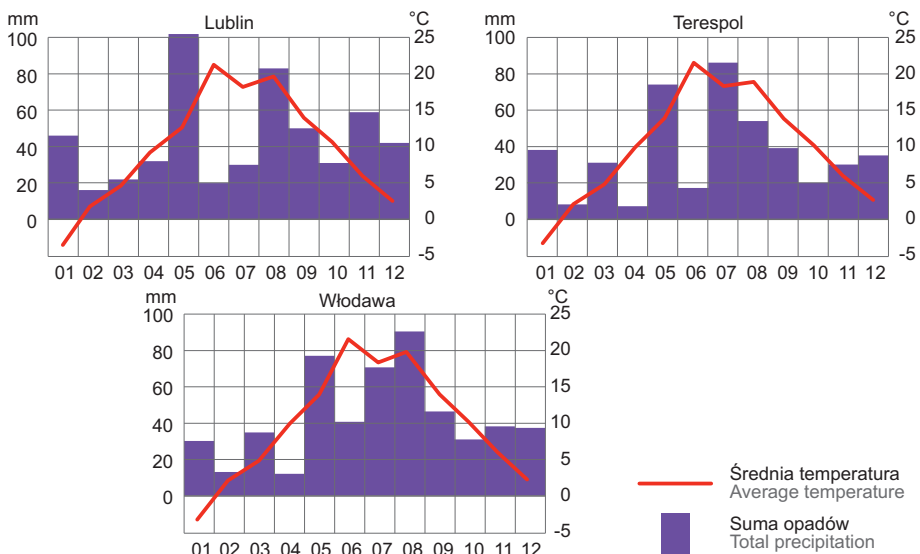 mm Lublin °C
100 25
80 20
60 15
40 10
20 5
0 0
-5
01 02 03 04 05 06 07 08 09 10 11 12
mm Terespol °C
100 25
80 20
60 15
40 10
20 5
0 0
-5
01 02 03 04 05 06 07 08 09 10 11 12
mm Włodawa °C
100 25
80 20
60 15
40 10
20 5
0 0
-5
01 02 03 04 05 06 07 08 09 10 11 12
Średnia temperatura
Average temperature
Suma opadów
Total precipitation